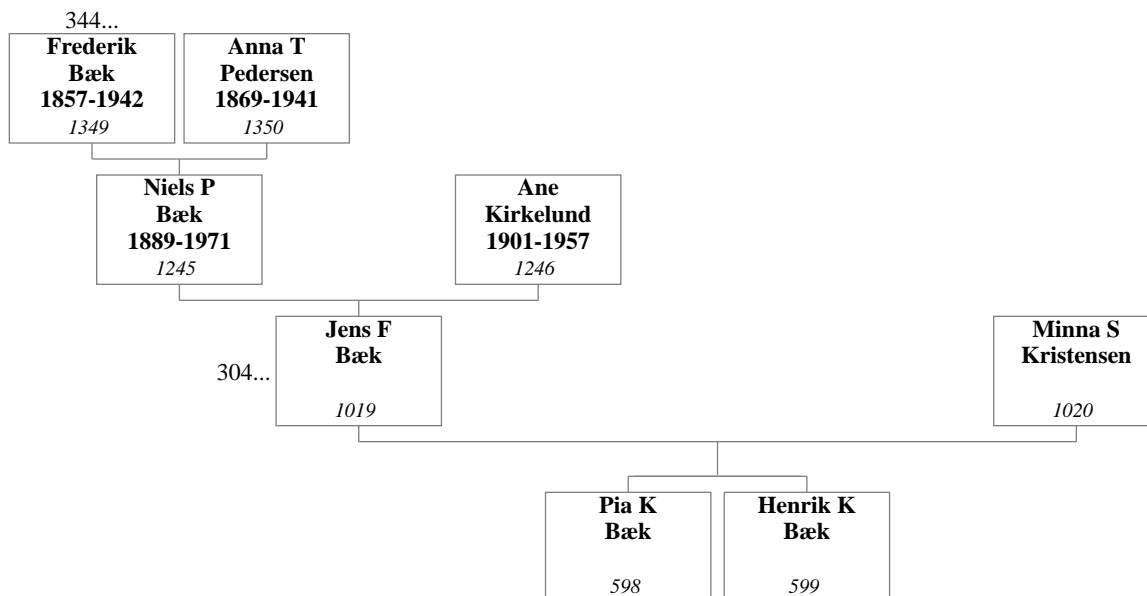 344...
Frederik
Bæk
1857-1942
1349
Anna T
Pedersen
1869-1941
1350
Niels P
Bæk
1889-1971
1245
Ane
Kirkelund
1901-1957
1246
304...
Jens F
Bæk
1019
Minna S
Kristensen
1020
Pia K
Bæk
598
Henrik K
Bæk
599